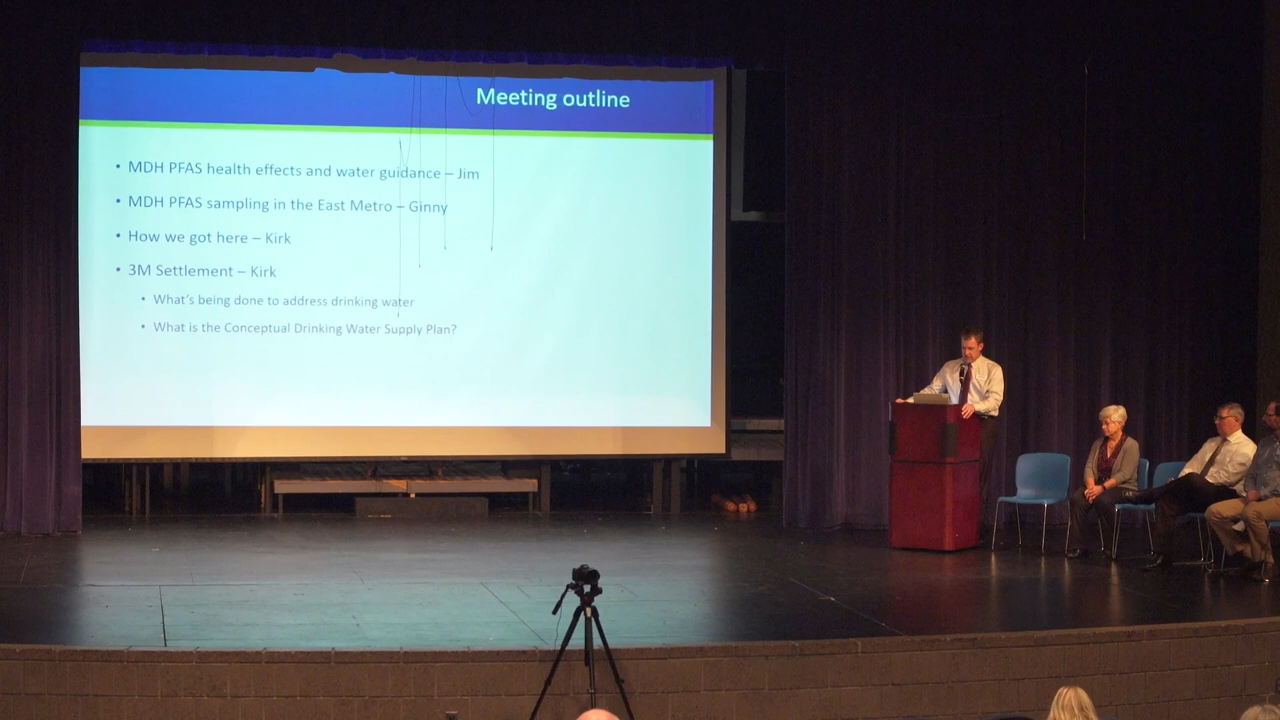 Meeting outline
• MDH PFAS health effects and water guidance – Jim
• MDH PFAS sampling in the East Metro – Ginny
• How we got here – Kirk
• 3M Settlement – Kirk
• What's being done to address drinking water
• What is the Conceptual Drinking Water Supply Plan?